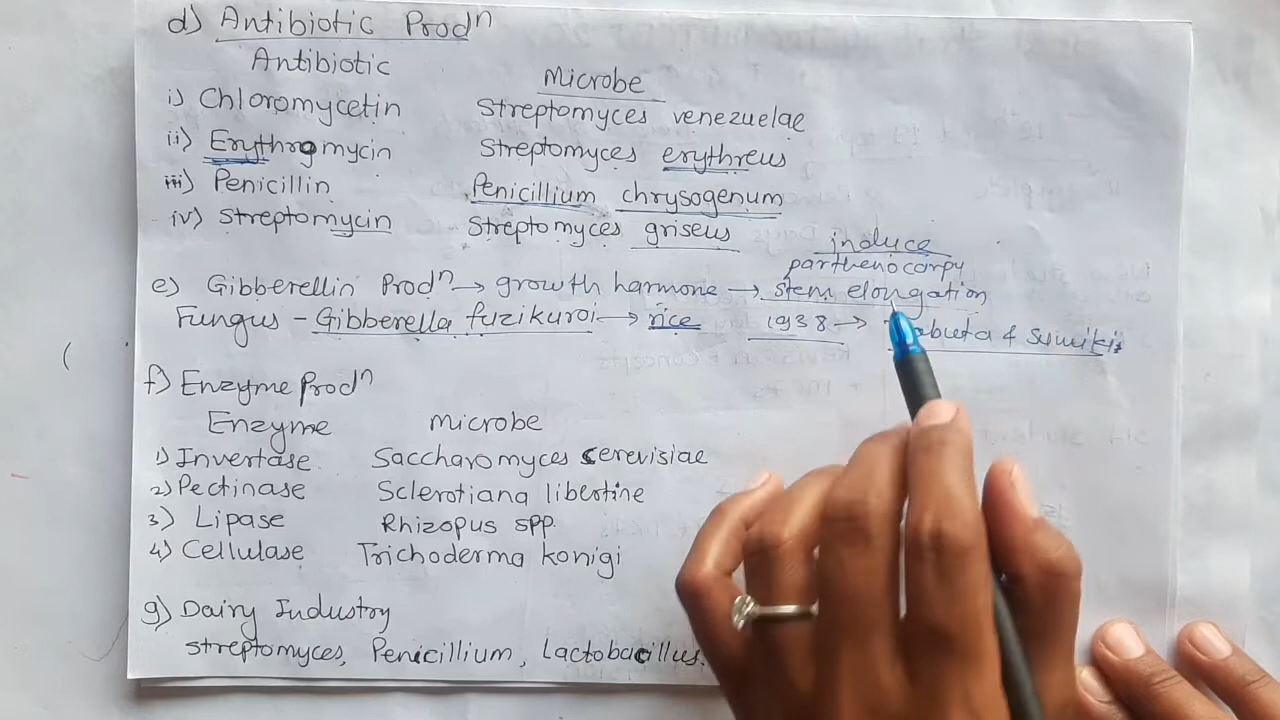 d) Antibiotic Prodⁿ
Antibiotic Microbe
i) Chloromycetin Streptomyces venezuelae
ii) Erythromycin Streptomyces erythreus
iii) Penicillin Penicillium chrysogenum
iv) Streptomycin Streptomyces griseus
induce
parthenocarpy
e) Gibberellin Prodⁿ → growth harmone → stem elongation
Fungus - Gibberella fuzikuroi → rice 1938 → & Sumiki
f) Enzyme Prodⁿ
Enzyme Microbe
1) Invertase Saccharomyces cerevisiae
2) Pectinase Sclerotiana libertine
3) Lipase Rhizopus spp.
4) Cellulase Trichoderma konigi
g) Dairy Industry
streptomyces, Penicillium, Lactobacillus.